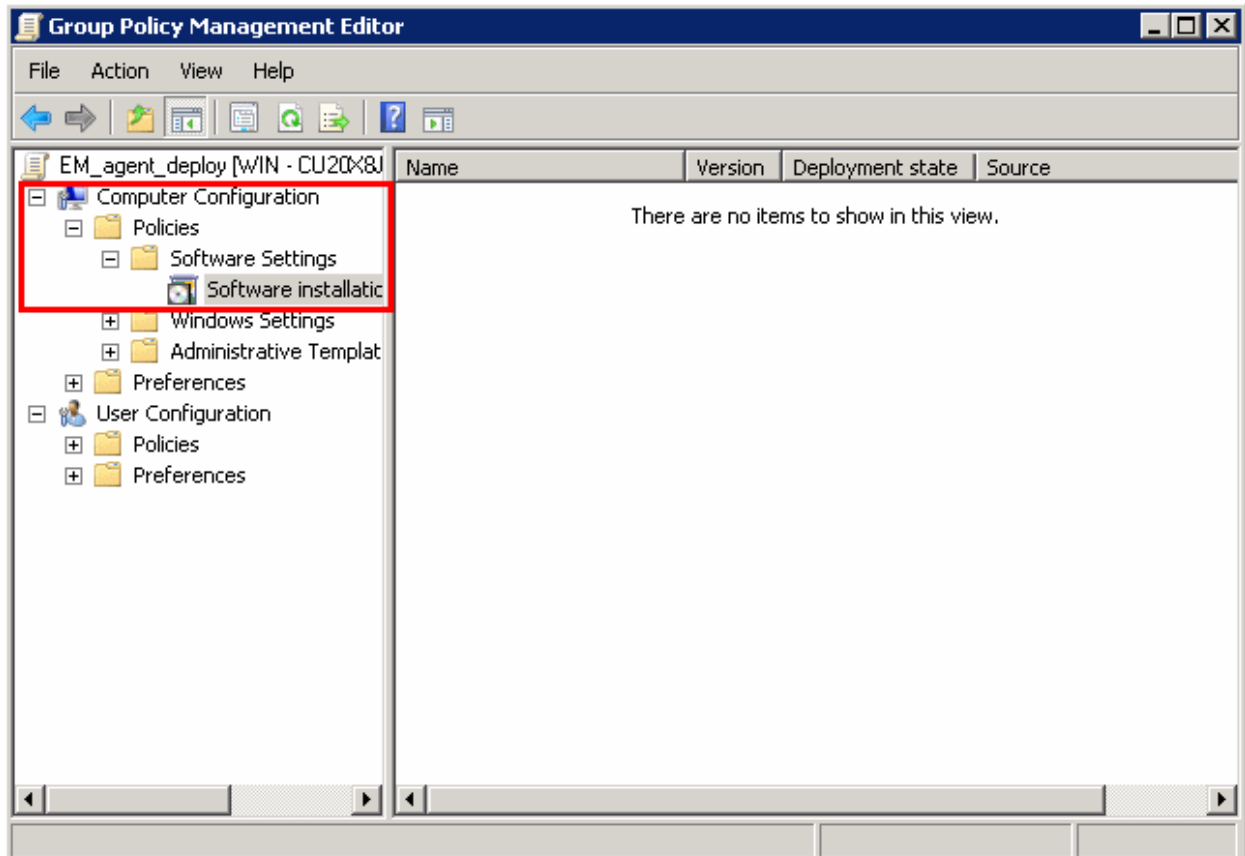 Group Policy Management Editor
File Action View Help
EM_agent_deploy [WIN - CU20X8J
Name Version Deployment state Source
Computer Configuration
There are no items to show in this view.
Policies
Software Settings
Software installatic
Windows Settings
Administrative Templat
Preferences
User Configuration
Policies
Preferences